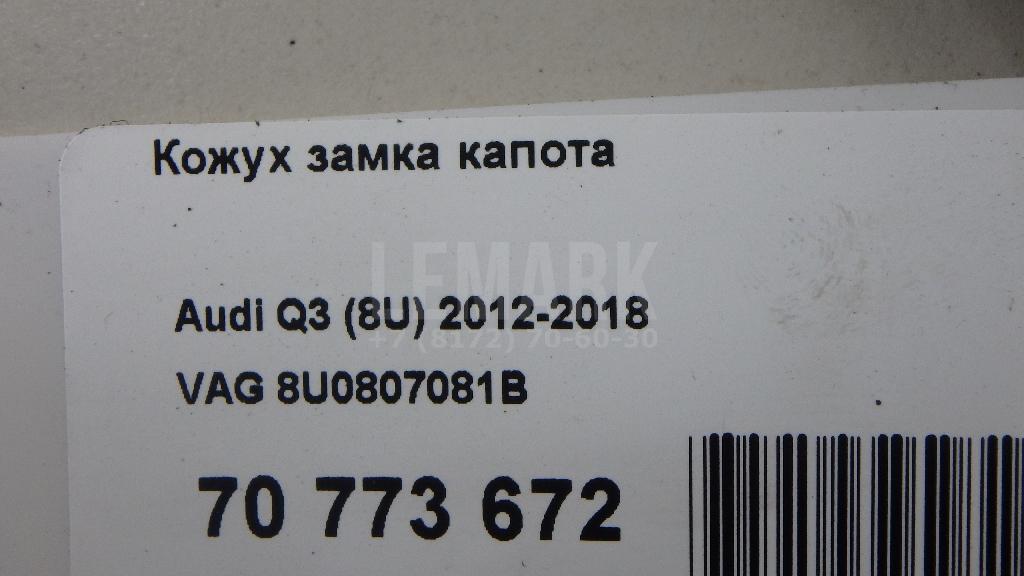 Кожух замка капота
LEMARK
Audi Q3 (8U) 2012-2018
+7 (8172) 70-60-30
VAG 8U0807081B
70 773 672